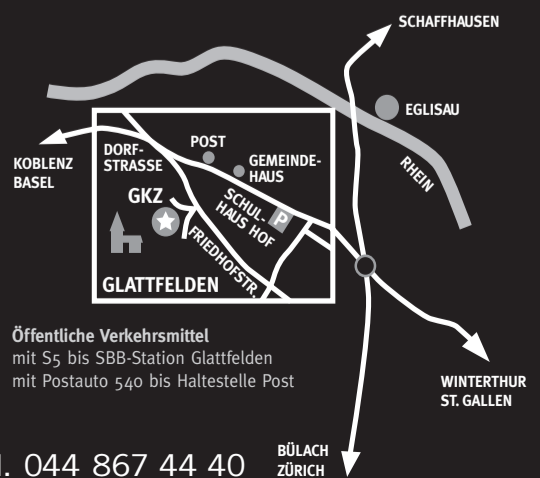 SCHAFFHAUSEN
EGLISAU
RHEIN
KOBLENZ
BASEL
DORF-
STRASSE
POST
GEMEINDE-
HAUS
GKZ
SCHUL-
HAUS HOF
P
FRIEDHOFSTR.
GLATTFELDEN
Öffentliche Verkehrsmittel
mit S5 bis SBB-Station Glattfelden
mit Postauto 540 bis Haltestelle Post
WINTERTHUR
ST. GALLEN
BÜLACH
ZÜRICH
l. 044 867 44 40